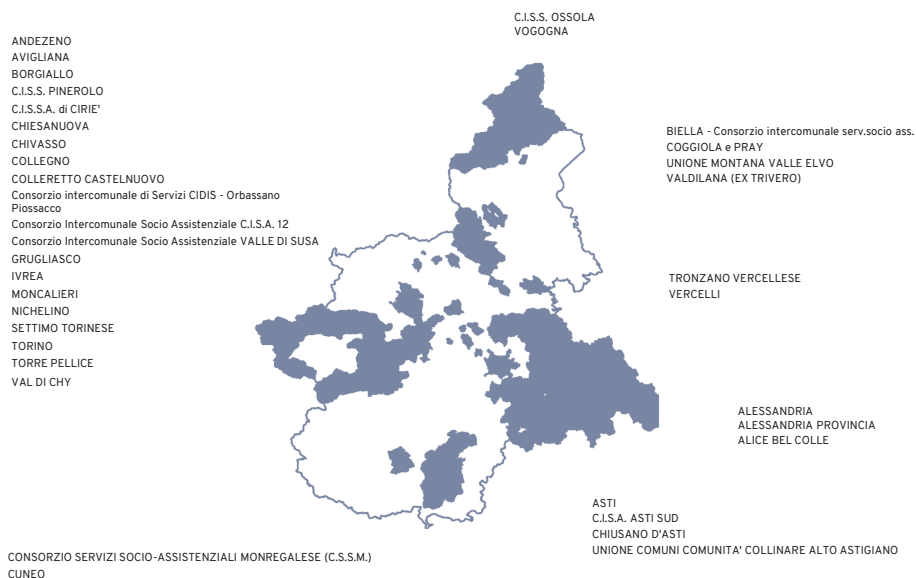 C.I.S.S. OSSOLA
VOGOGNA
ANDEZENO
AVIGLIANA
BORGIALLO
C.I.S.S. PINEROLO
C.I.S.S.A. di CIRIE'
CHIESANUOVA
CHIVASSO
COLLEGNO
COLLERETTO CASTELNUOVO
Consorzio intercomunale di Servizi CIDIS - Orbassano
Piossacco
Consorzio Intercomunale Socio Assistenziale C.I.S.A. 12
Consorzio Intercomunale Socio Assistenziale VALLE DI SUSA
GRUGLIASCO
IVREA
MONCALIERI
NICHELINO
SETTIMO TORINESE
TORINO
TORRE PELLICE
VAL DI CHY
BIELLA - Consorzio intercomunale serv.socio ass.
COGGIOLA e PRAY
UNIONE MONTANA VALLE ELVO
VALDILANA (EX TRIVERO)
TRONZANO VERCELLESE
VERCELLI
ALESSANDRIA
ALESSANDRIA PROVINCIA
ALICE BEL COLLE
ASTI
C.I.S.A. ASTI SUD
CHIUSANO D'ASTI
UNIONE COMUNI COMUNITA' COLLINARE ALTO ASTIGIANO
CONSORZIO SERVIZI SOCIO-ASSISTENZIALI MONREGALESE (C.S.S.M.)
CUNEO